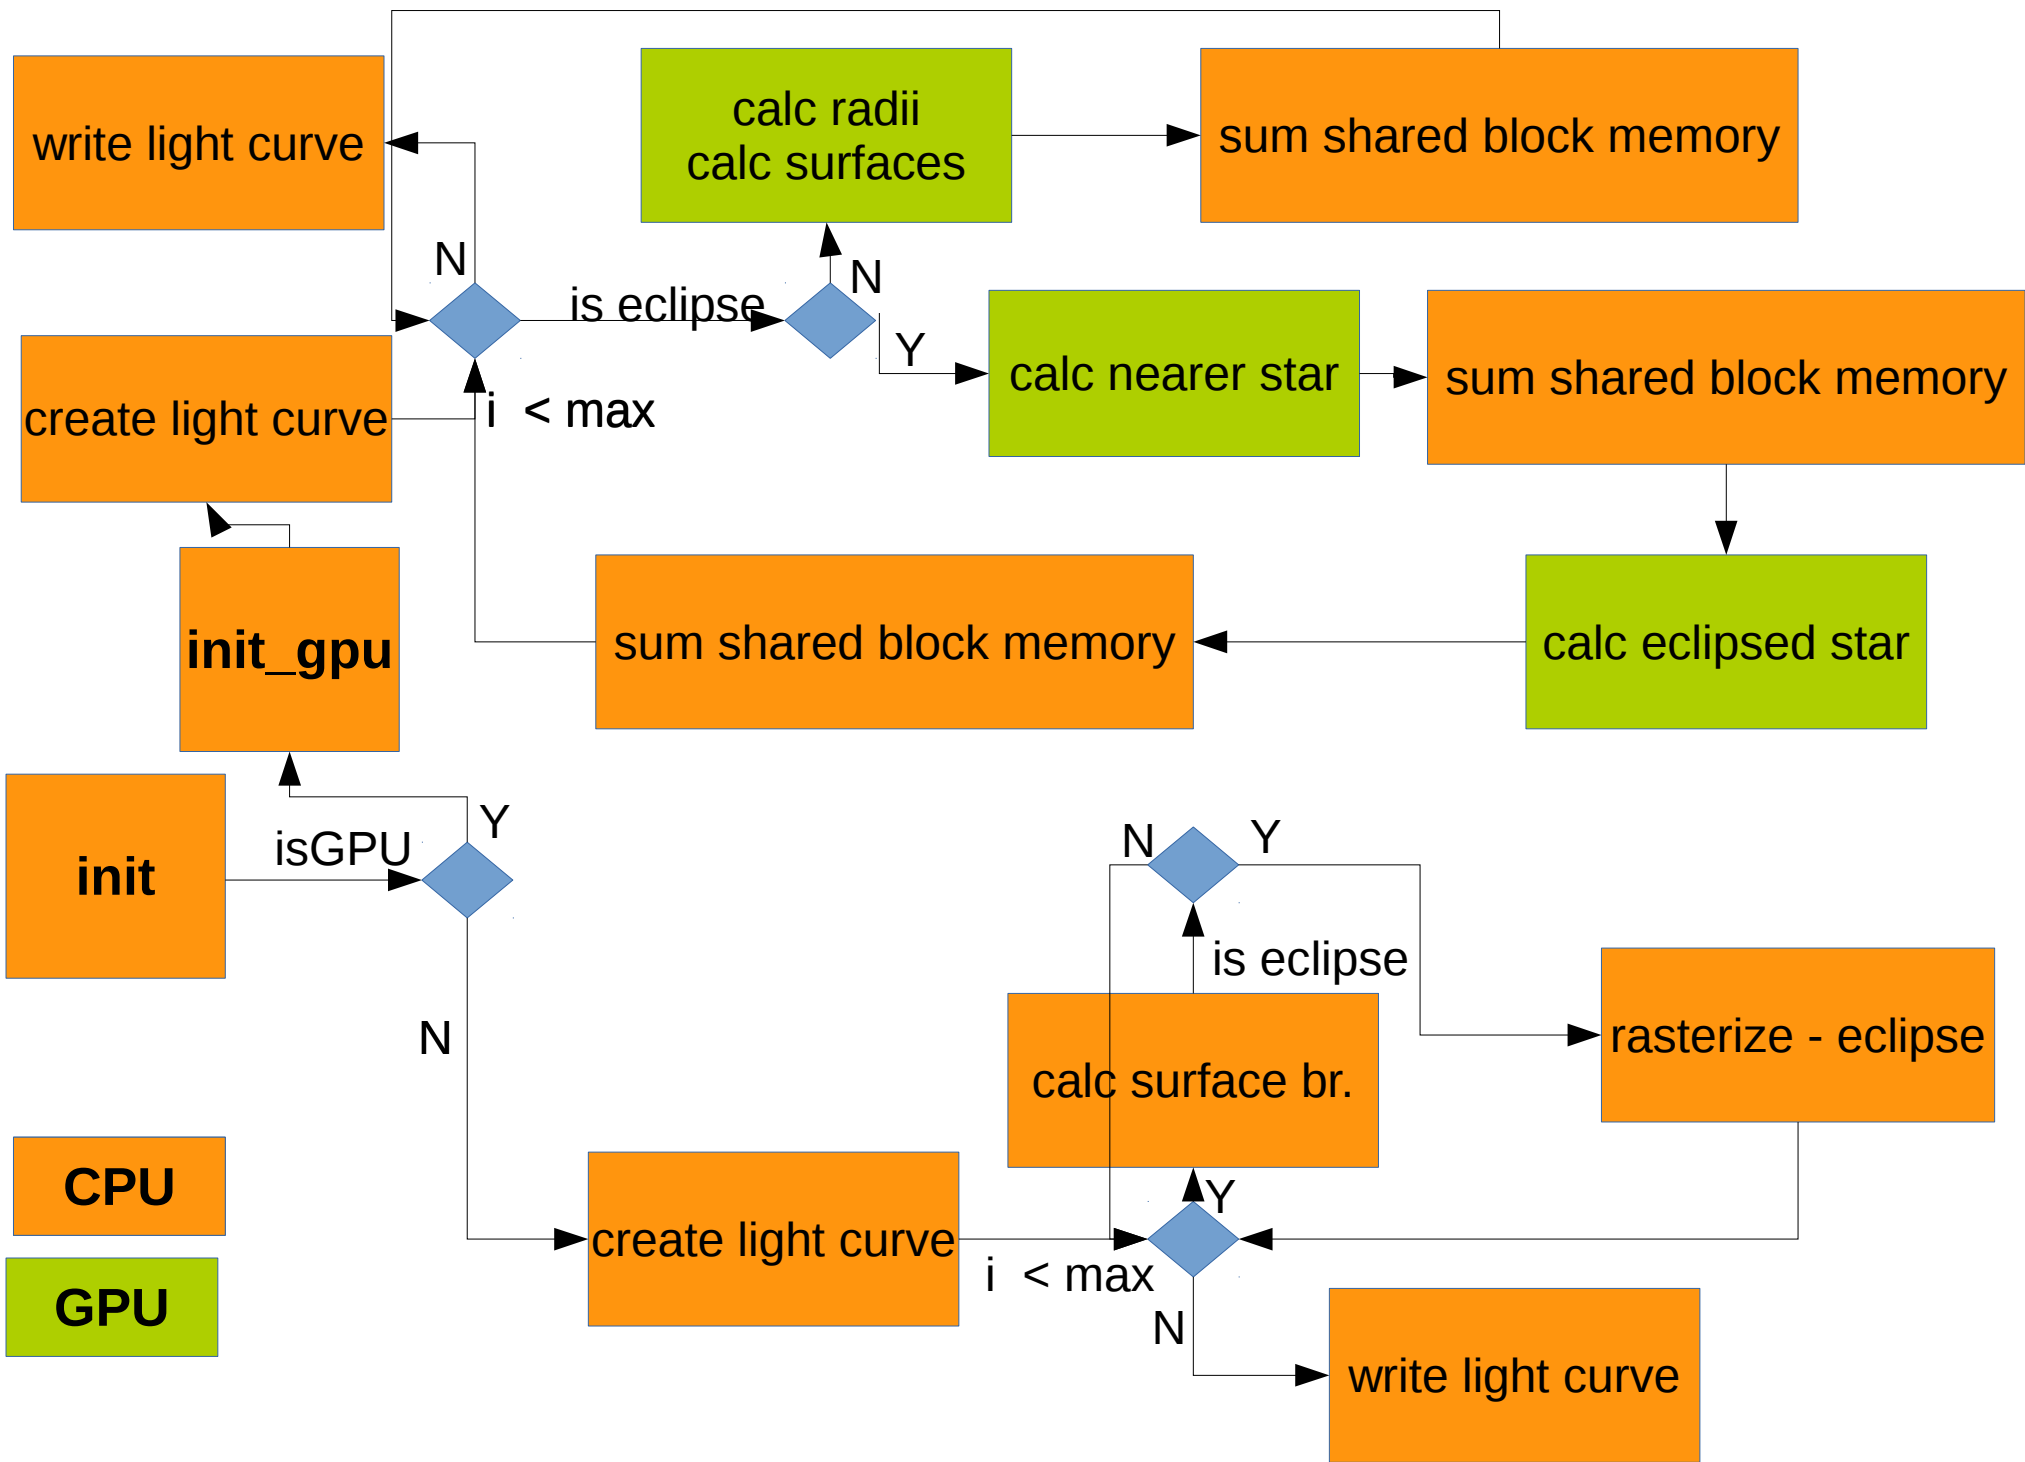 write light curve
calc radii
calc surfaces
sum shared block memory
N
is eclipse
N
Y
calc nearer star
sum shared block memory
create light curve
i < max
init_gpu
sum shared block memory
calc eclipsed star
init
isGPU
Y
N
N
Y
is eclipse
calc surface br.
rasterize - eclipse
CPU
GPU
create light curve
Y
i < max
N
write light curve